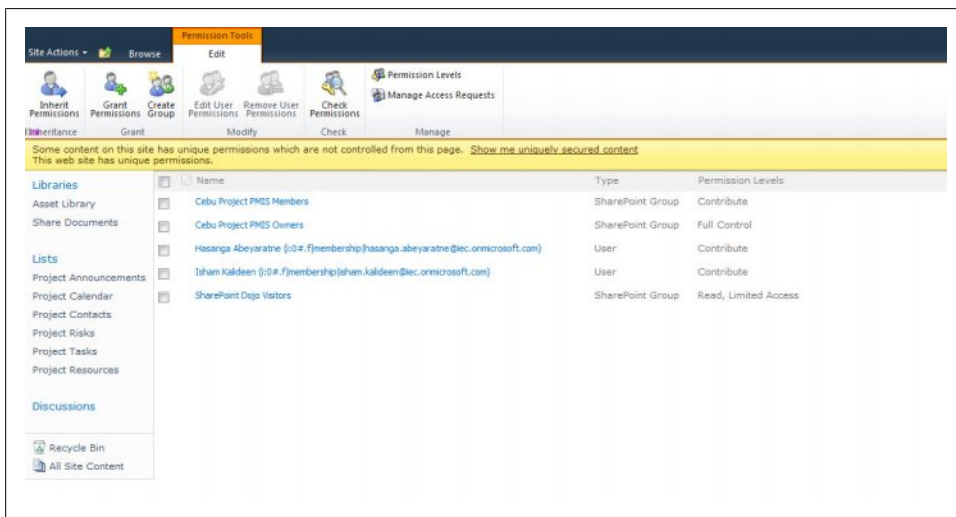 Permission Tools
Site Actions Browse Edit
Inherit Permissions
Grant Permissions
Create Group
Edit User Permissions
Remove User Permissions
Check Permissions
Permission Levels
Manage Access Requests
Grant Modify Check Manage
Some content on this site has unique permissions which are not controlled from this page. Show me uniquely secured content
This web site has unique permissions.
Libraries
Asset Library
Share Documents
Lists
Project Announcements
Project Calendar
Project Contacts
Project Risks
Project Tasks
Project Resources
Discussions
Recycle Bin
All Site Content
Name Type Permission Levels
Cebu Project PMIS Members SharePoint Group Contribute
Cebu Project PMIS Owners SharePoint Group Full Control
Hasanga Abeyaratne (i:0#.f|membership|hasanga.abeyaratne@iec.onmicrosoft.com) User Contribute
Isham Kalideen (i:0#.f|membership|isham.kalideen@iec.onmicrosoft.com) User Contribute
SharePoint Dojo Visitors SharePoint Group Read, Limited Access